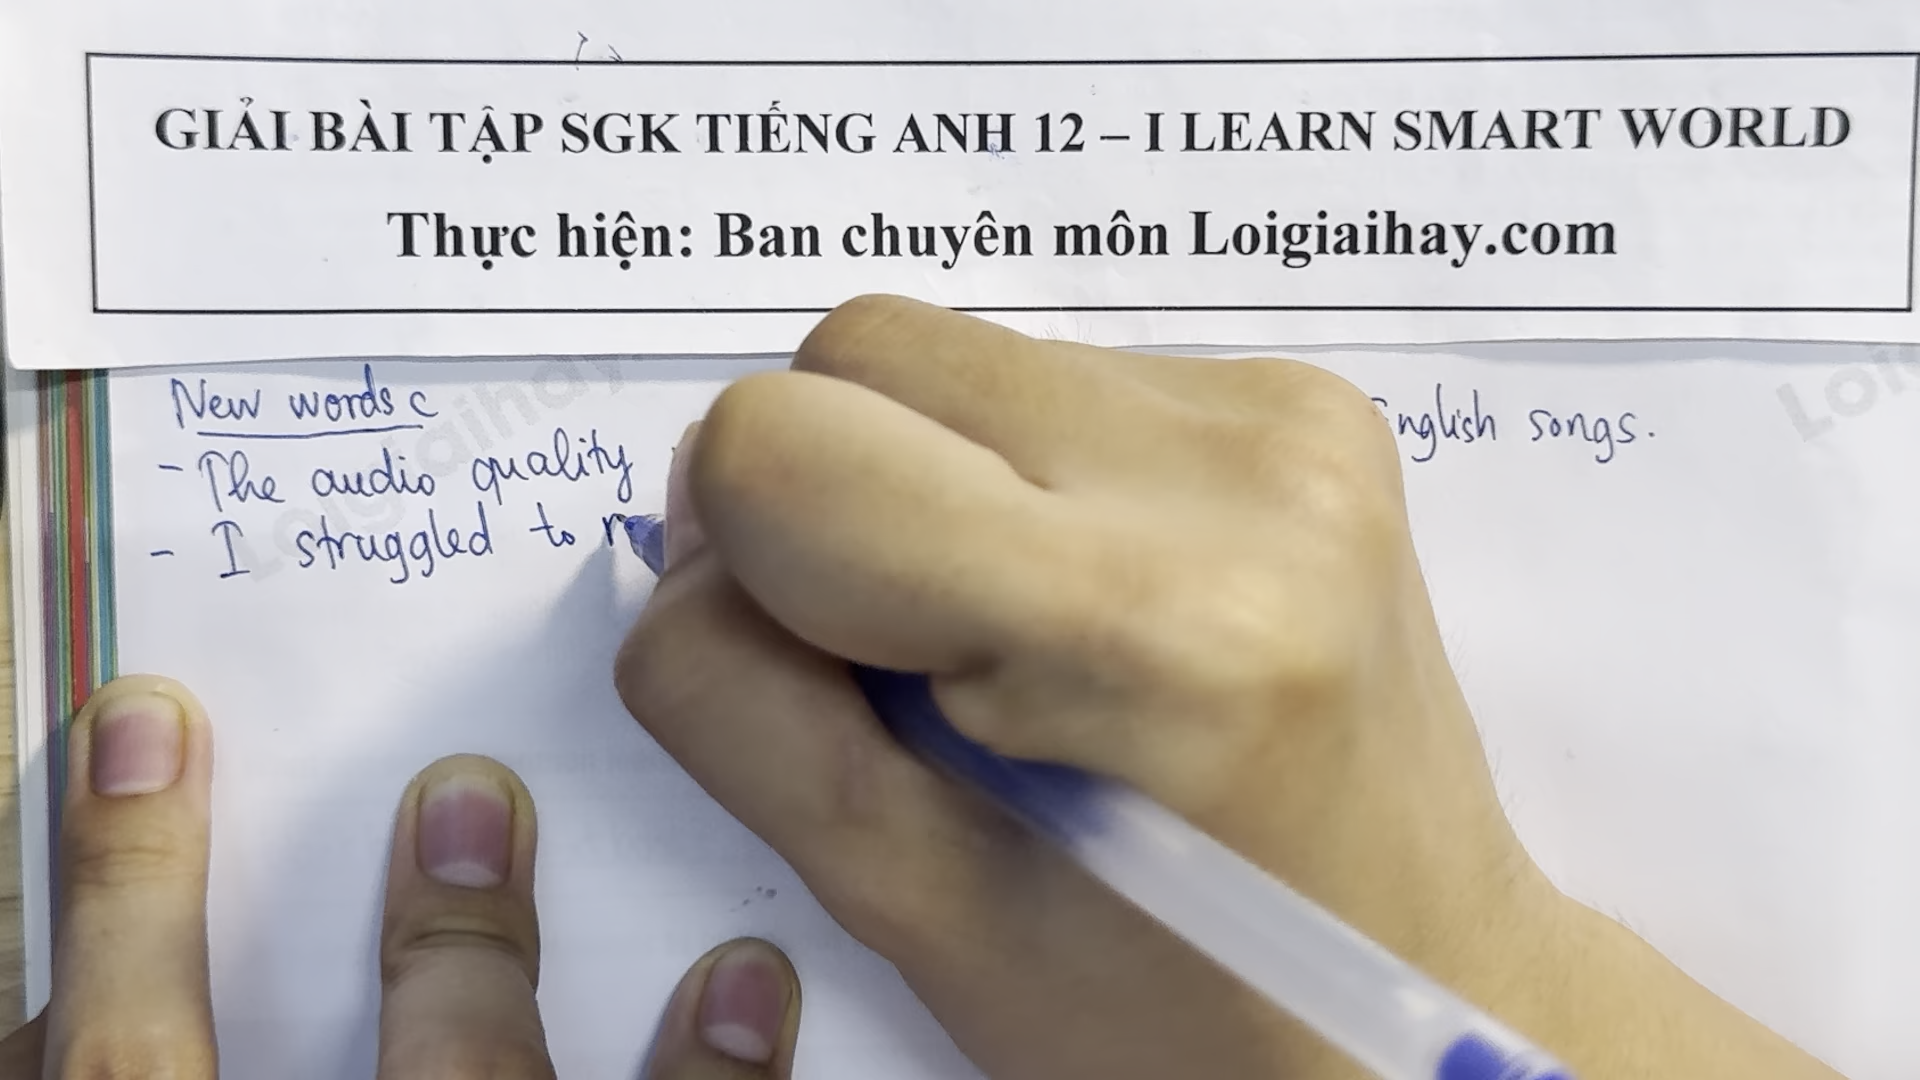 GIẢI BÀI TẬP SGK TIẾNG ANH 12 – I LEARN SMART WORLD
Thực hiện: Ban chuyên môn Loigiaihay.com
New words c
- The audio quality English songs.
- I struggled to